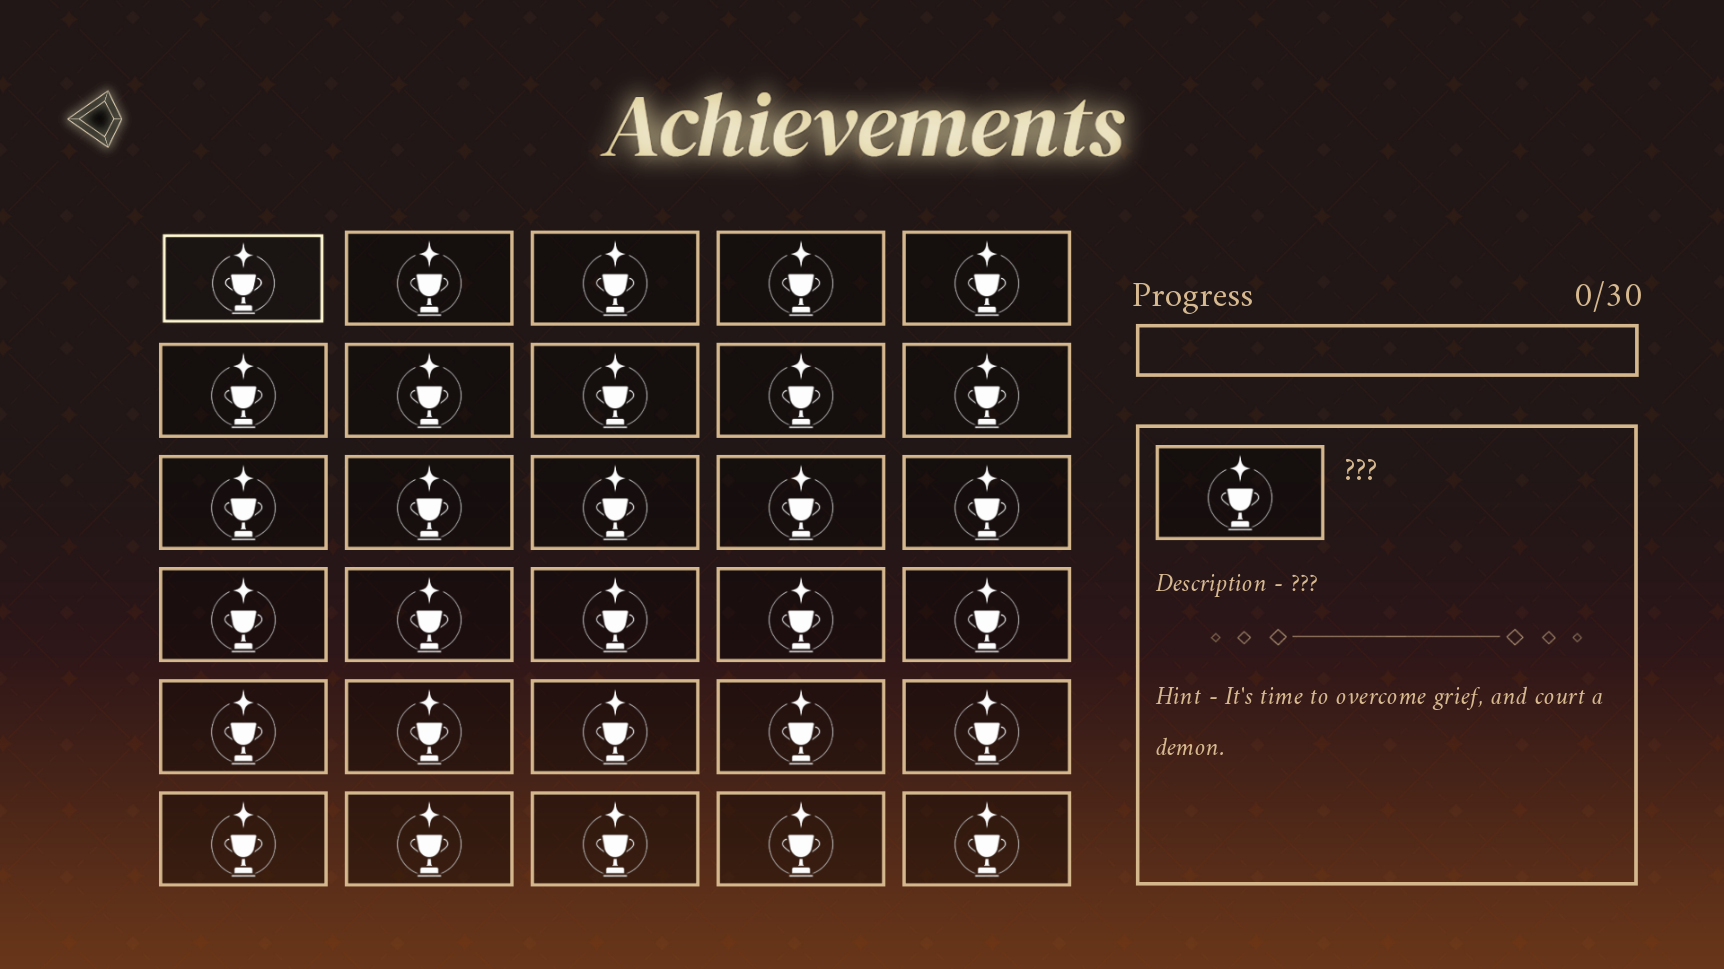 Achievements
Progress 0/30
???
Description - ???
Hint - It's time to overcome grief, and court a
demon.